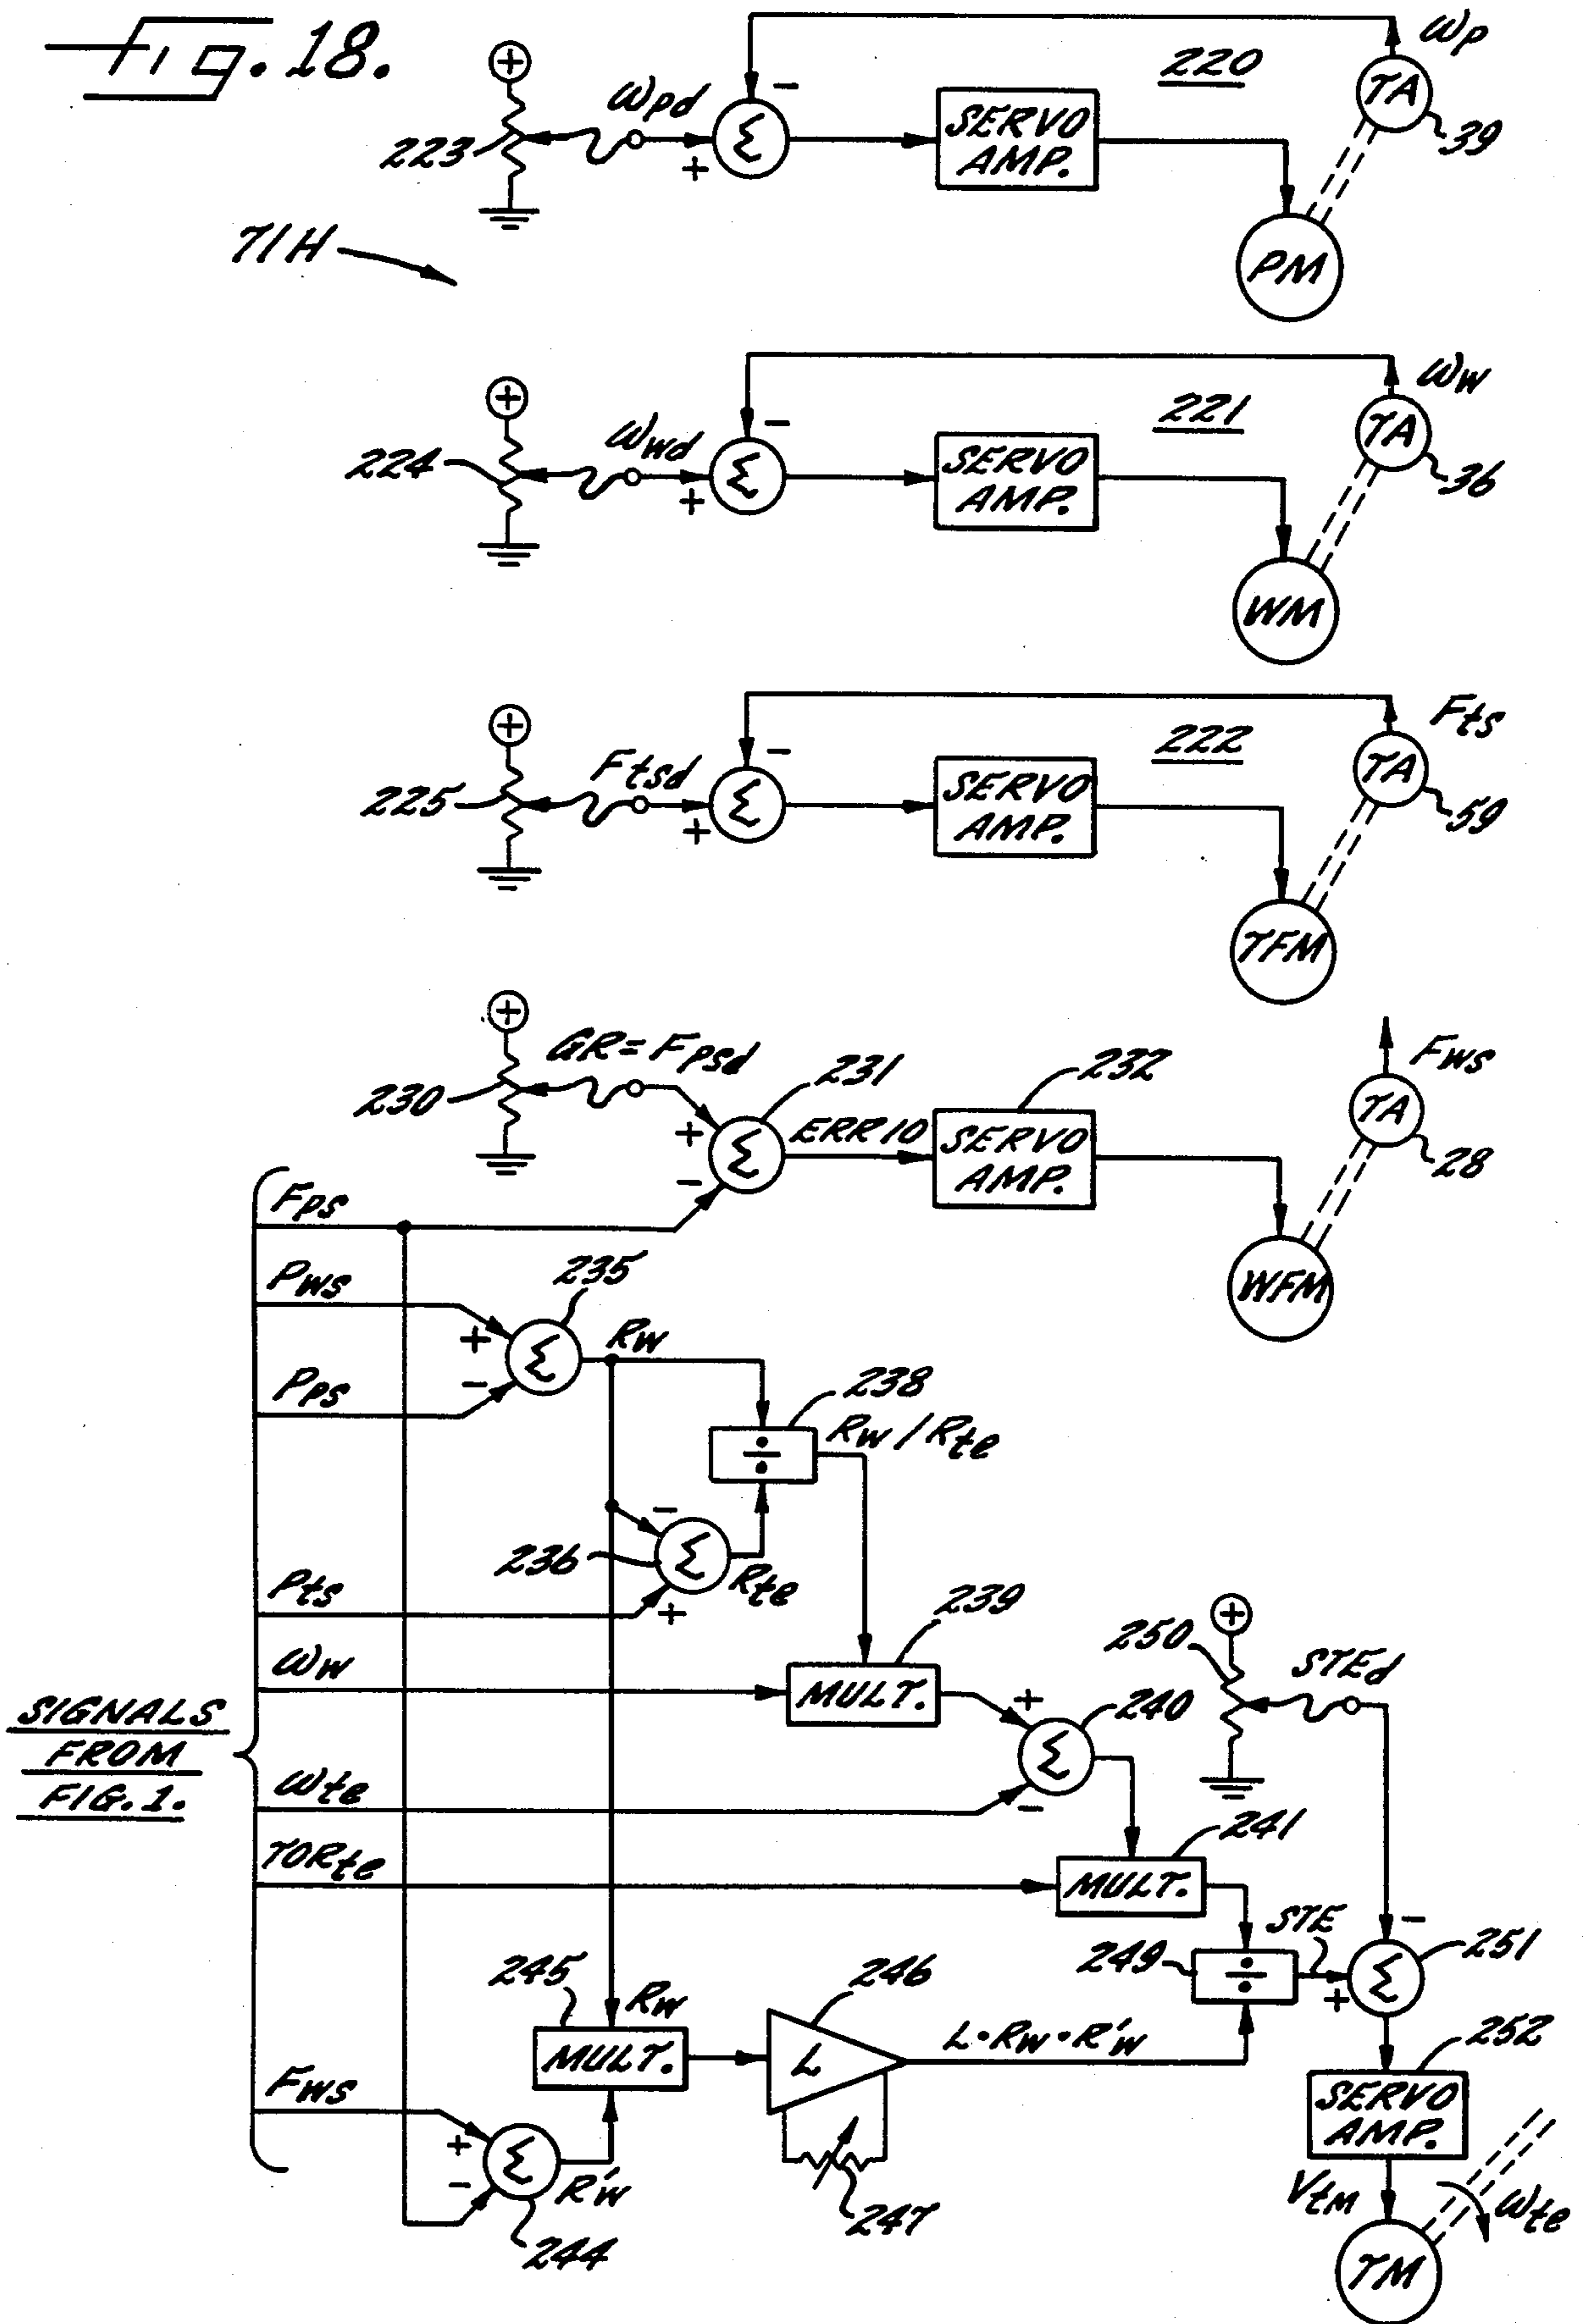 Fig. 18.
ωp
+
220
TA
39
ωpd
-
Σ
SERVO
AMP.
223
+
PM
71H
ωw
+
221
TA
36
ωwd
-
Σ
SERVO
AMP.
224
+
WM
Fts
+
222
TA
59
Ftsd
-
Σ
SERVO
AMP.
225
+
TFM
+
GR = Fpsd
231
232
Fws
230
TA
28
+
-
Σ
ERR 10
SERVO
AMP.
WFM
Fps
Pws
235
+
-
Σ
Rw
Pps
238
÷
Rw / Rte
-
236
Σ
Rte
+
Pts
239
+
250
STEd
ωw
MULT.
+
240
Σ
-
SIGNALS
FROM
FIG. 1.
ωte
241
TORte
MULT.
STE
-
251
249
÷
+
Σ
245
Rw
246
MULT.
L
L·Rw·R'w
252
SERVO
AMP.
Fws
+
-
Σ
R'w
244
247
VtM
ωte
TM